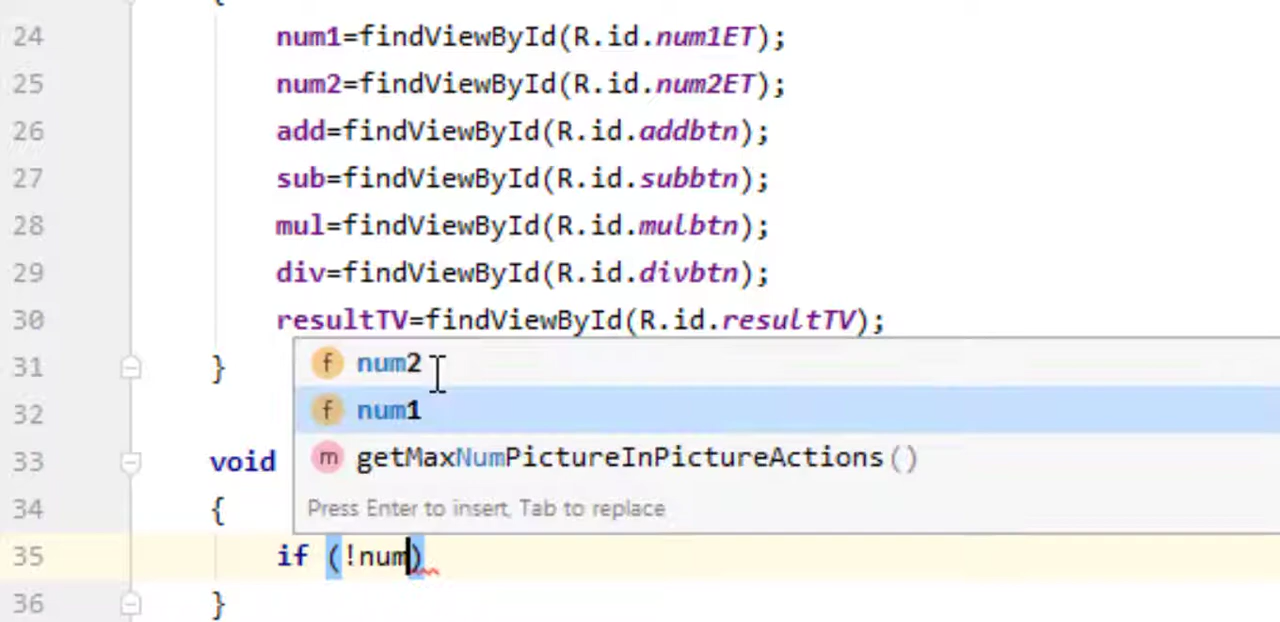 {
24 num1=findViewById(R.id.num1ET);
25 num2=findViewById(R.id.num2ET);
26 add=findViewById(R.id.addbtn);
27 sub=findViewById(R.id.subbtn);
28 mul=findViewById(R.id.mulbtn);
29 div=findViewById(R.id.divbtn);
30 resultTV=findViewById(R.id.resultTV);
31 }
f num2
32
f num1
33 void
m getMaxNumPictureInPictureActions()
34 {
Press Enter to insert, Tab to replace
35 if (!num)
36 }